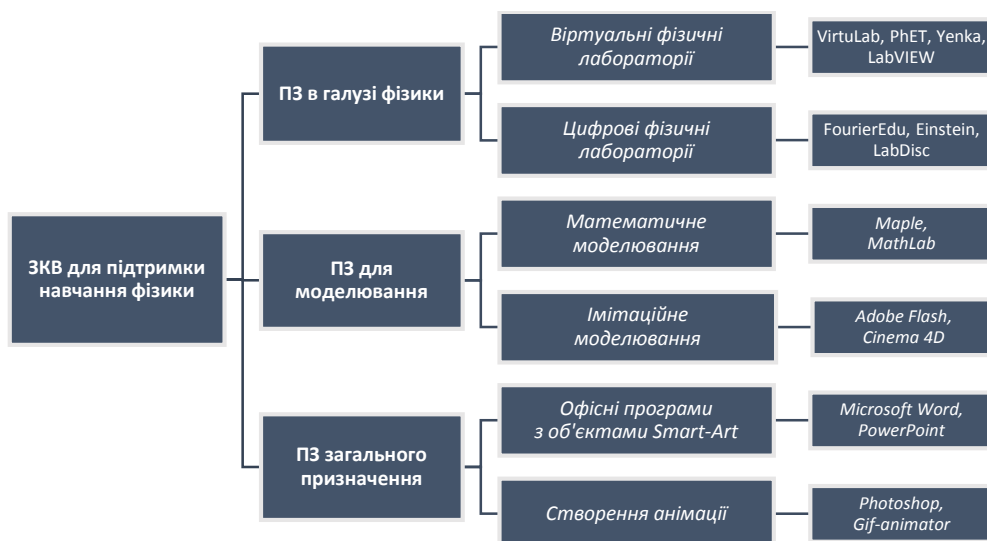 ЗКВ для підтримки
навчання фізики
ПЗ в галузі фізики
Віртуальні фізичні
лабораторії
VirtuLab, PhET, Yenka,
LabVIEW
Цифрові фізичні
лабораторії
FourierEdu, Einstein,
LabDisc
ПЗ для
моделювання
Математичне
моделювання
Maple,
MathLab
Імітаційне
моделювання
Adobe Flash,
Cinema 4D
ПЗ загального
призначення
Офісні програми
з об'єктами Smart-Art
Microsoft Word,
PowerPoint
Створення анімації
Photoshop,
Gif-animator